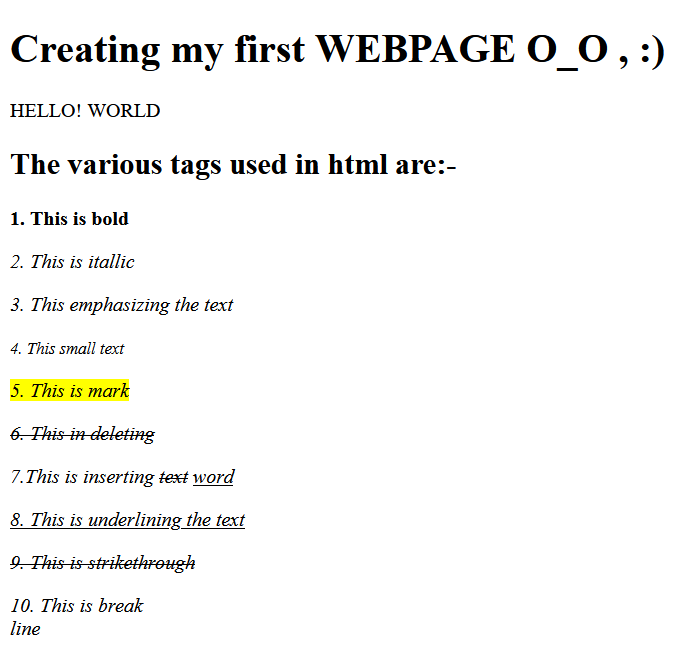 Creating my first WEBPAGE O_O , :)
HELLO! WORLD
The various tags used in html are:-
1. This is bold
2. This is itallic
3. This emphasizing the text
4. This small text
5. This is mark
6. This in deleting
7.This is inserting text word
8. This is underlining the text
9. This is strikethrough
10. This is break
line